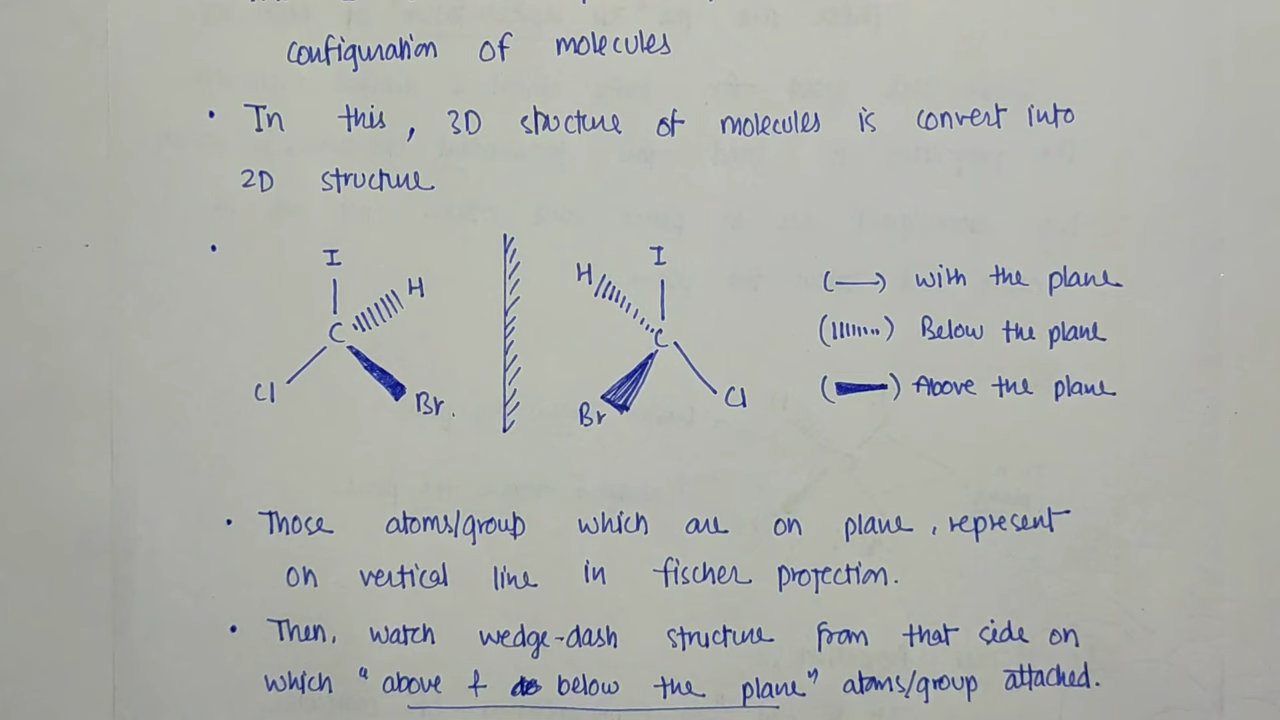 configuration of molecules
• In this, 3D structure of molecules is convert into
2D structure
•
I
H
C
Cl
Br.
I
H
C
Br
Cl
(—) with the plane
Below the plane
Above the plane
• Those atoms/group which are on plane, represent
on vertical line in fischer projection.
• Then, watch wedge-dash structure from that side on
which "above & below the plane" atoms/group attached.